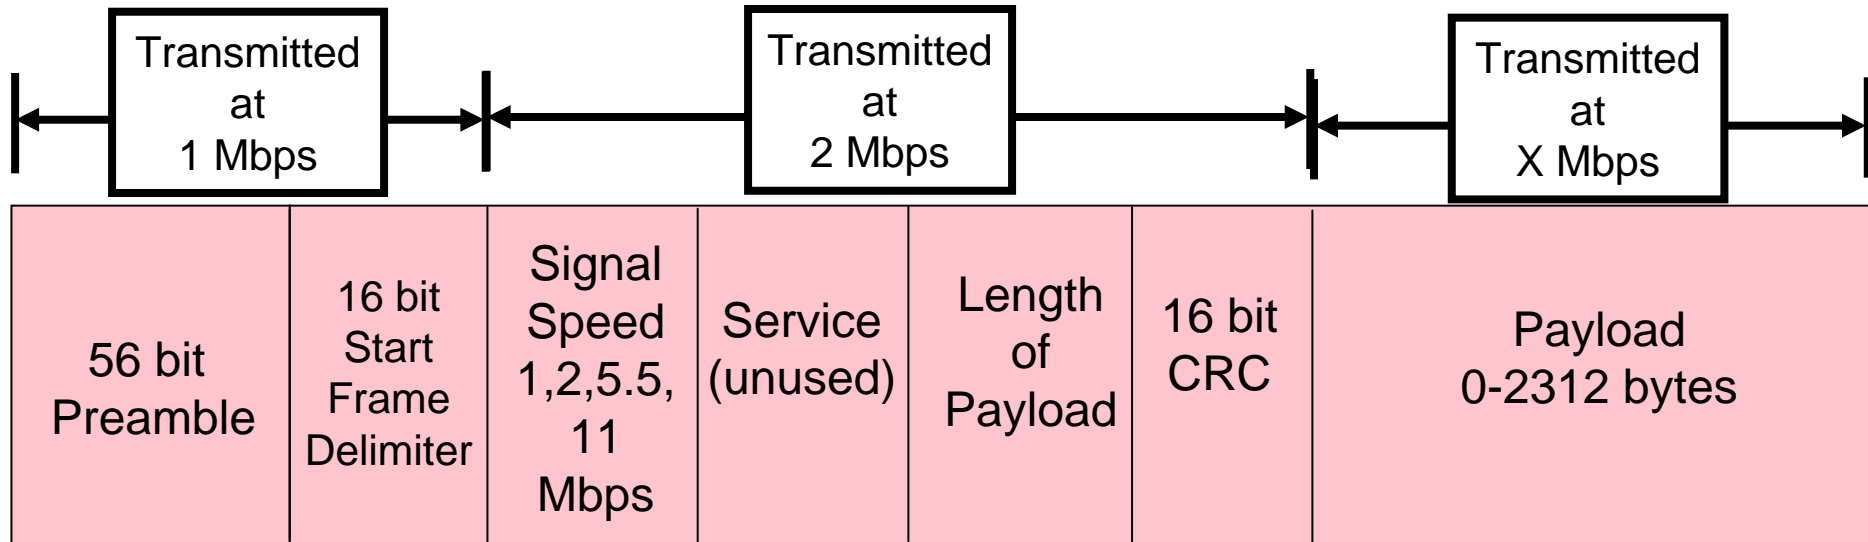 Transmitted
at
1 Mbps
Transmitted
at
2 Mbps
Transmitted
at
X Mbps
56 bit
Preamble
16 bit
Start
Frame
Delimiter
Signal
Speed
1,2,5.5,
11
Mbps
Service
(unused)
Length
of
Payload
16 bit
CRC
Payload
0-2312 bytes